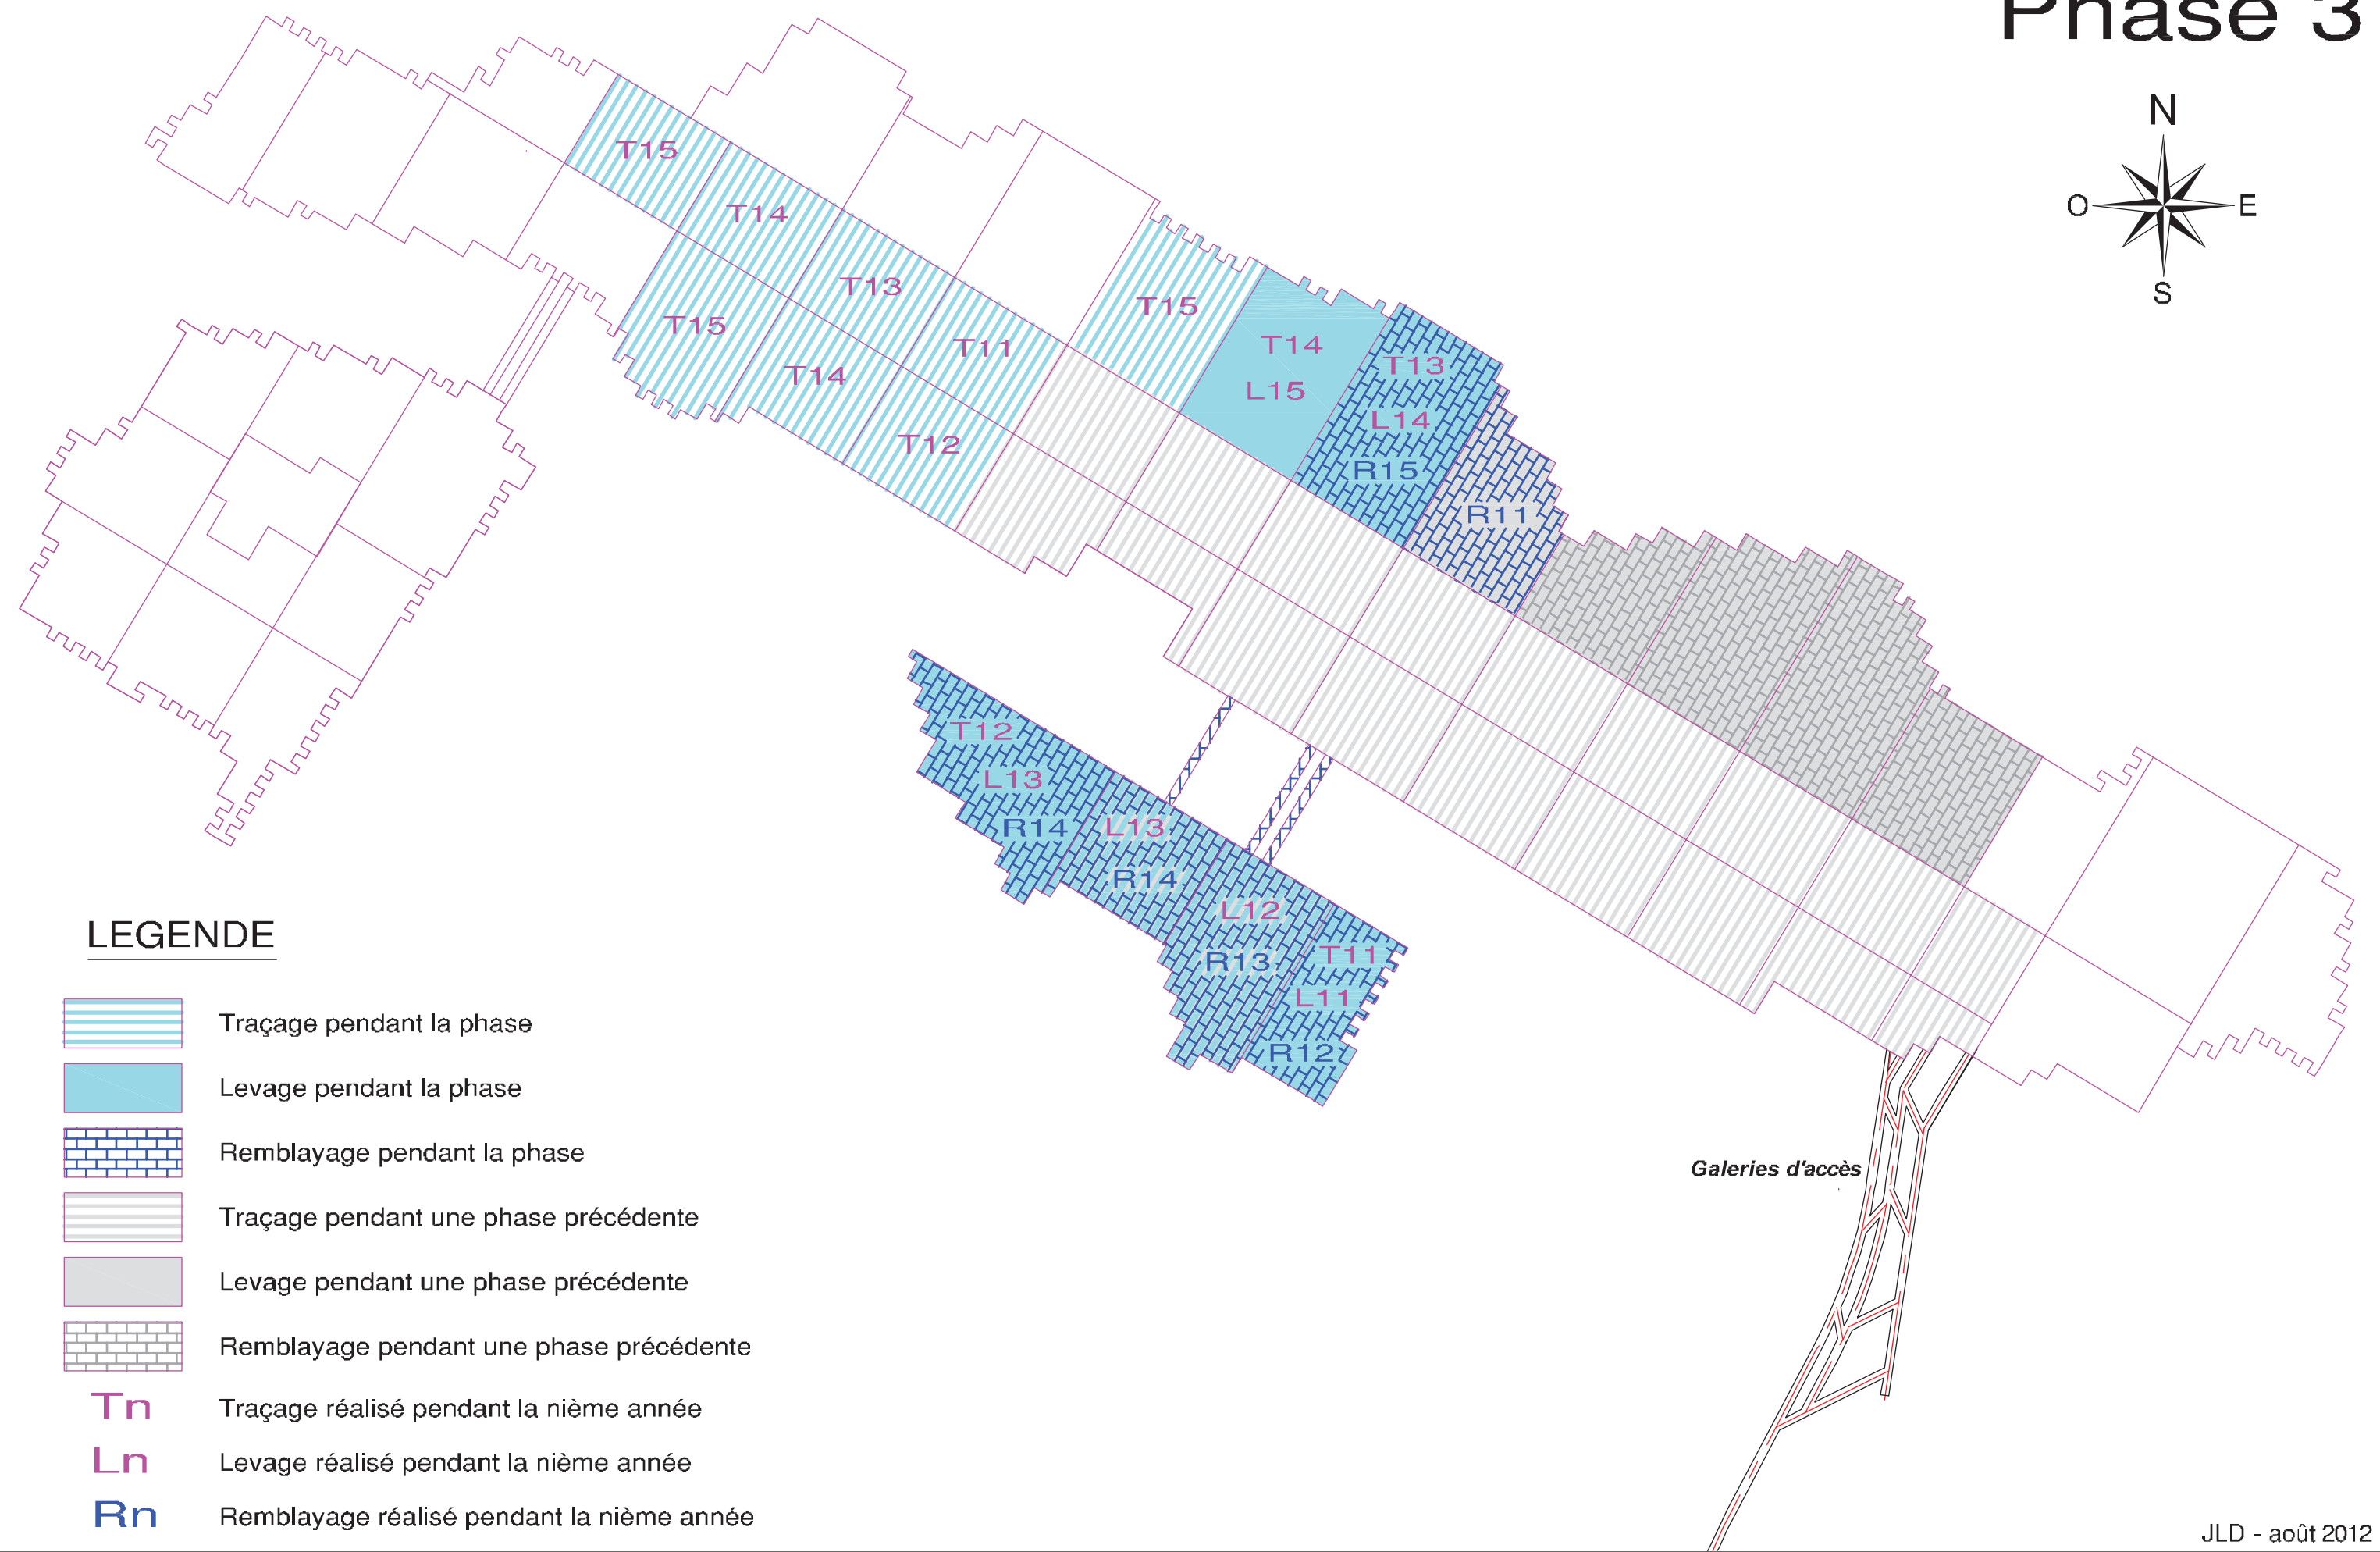 Phase 3
N
O
E
S
T15
T14
T13
T11
T15
T14
T12
T15
T14
L15
T13
L14
R15
R11
T12
L13
R14
L13
R14
L12
R13
T11
L11
R12
Galeries d'accès
LEGENDE
Traçage pendant la phase
Levage pendant la phase
Remblayage pendant la phase
Traçage pendant une phase précédente
Levage pendant une phase précédente
Remblayage pendant une phase précédente
Tn Traçage réalisé pendant la nième année
Ln Levage réalisé pendant la nième année
Rn Remblayage réalisé pendant la nième année
JLD - août 2012